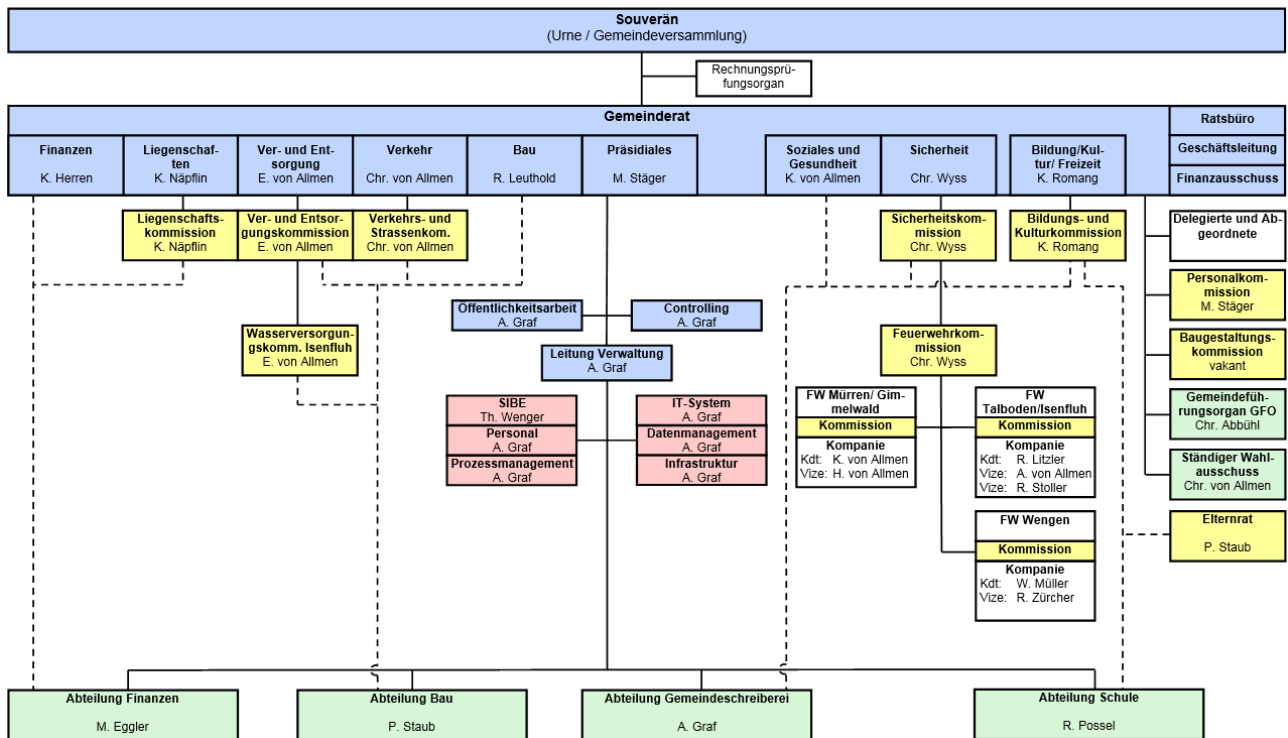 Souverän
(Urne / Gemeindeversammlung)
Rechnungsprü-
fungsorgan
Gemeinderat
Ratsbüro
Geschäftsleitung
Finanzausschuss
Finanzen
K. Herren
Liegenschaf-
ten
K. Näpflin
Ver- und Ent-
sorgung
E. von Allmen
Verkehr
Chr. von Allmen
Bau
R. Leuthold
Präsidiales
M. Stäger
Soziales und
Gesundheit
K. von Allmen
Sicherheit
Chr. Wyss
Bildung/Kul-
tur/ Freizeit
K. Romang
Liegenschafts-
kommission
K. Näpflin
Ver- und Entsor-
gungskommission
E. von Allmen
Verkehrs- und
Strassenkom.
Chr. von Allmen
Sicherheitskom-
mission
Chr. Wyss
Bildungs- und
Kulturkommission
K. Romang
Delegierte und Ab-
geordnete
Personalkom-
mission
M. Stäger
Öffentlichkeitsarbeit
A. Graf
Controlling
A. Graf
Wasserversorgun-
gskomm. Isenfluh
E. von Allmen
Leitung Verwaltung
A. Graf
Feuerwehrkom-
mission
Chr. Wyss
Baugestaltungs-
kommission
vakant
SIBE
Th. Wenger
Personal
A. Graf
Prozessmanagement
A. Graf
IT-System
A. Graf
Datenmanagement
A. Graf
Infrastruktur
A. Graf
FW Mürren/ Gim-
melwald
Kommission
Kompanie
Kdt: K. von Allmen
Vize: H. von Allmen
FW
Talboden/Isenfluh
Kommission
Kompanie
Kdt: R. Litzler
Vize: A. von Allmen
Vize: R. Stoller
Gemeindefüh-
rungsorgan GFO
Chr. Abbühl
Ständiger Wahl-
ausschuss
Chr. von Allmen
FW Wengen
Kommission
Kompanie
Kdt: W. Müller
Vize: R. Zürcher
Elternrat
P. Staub
Abteilung Finanzen
M. Eggler
Abteilung Bau
P. Staub
Abteilung Gemeindeschreiberei
A. Graf
Abteilung Schule
R. Possel